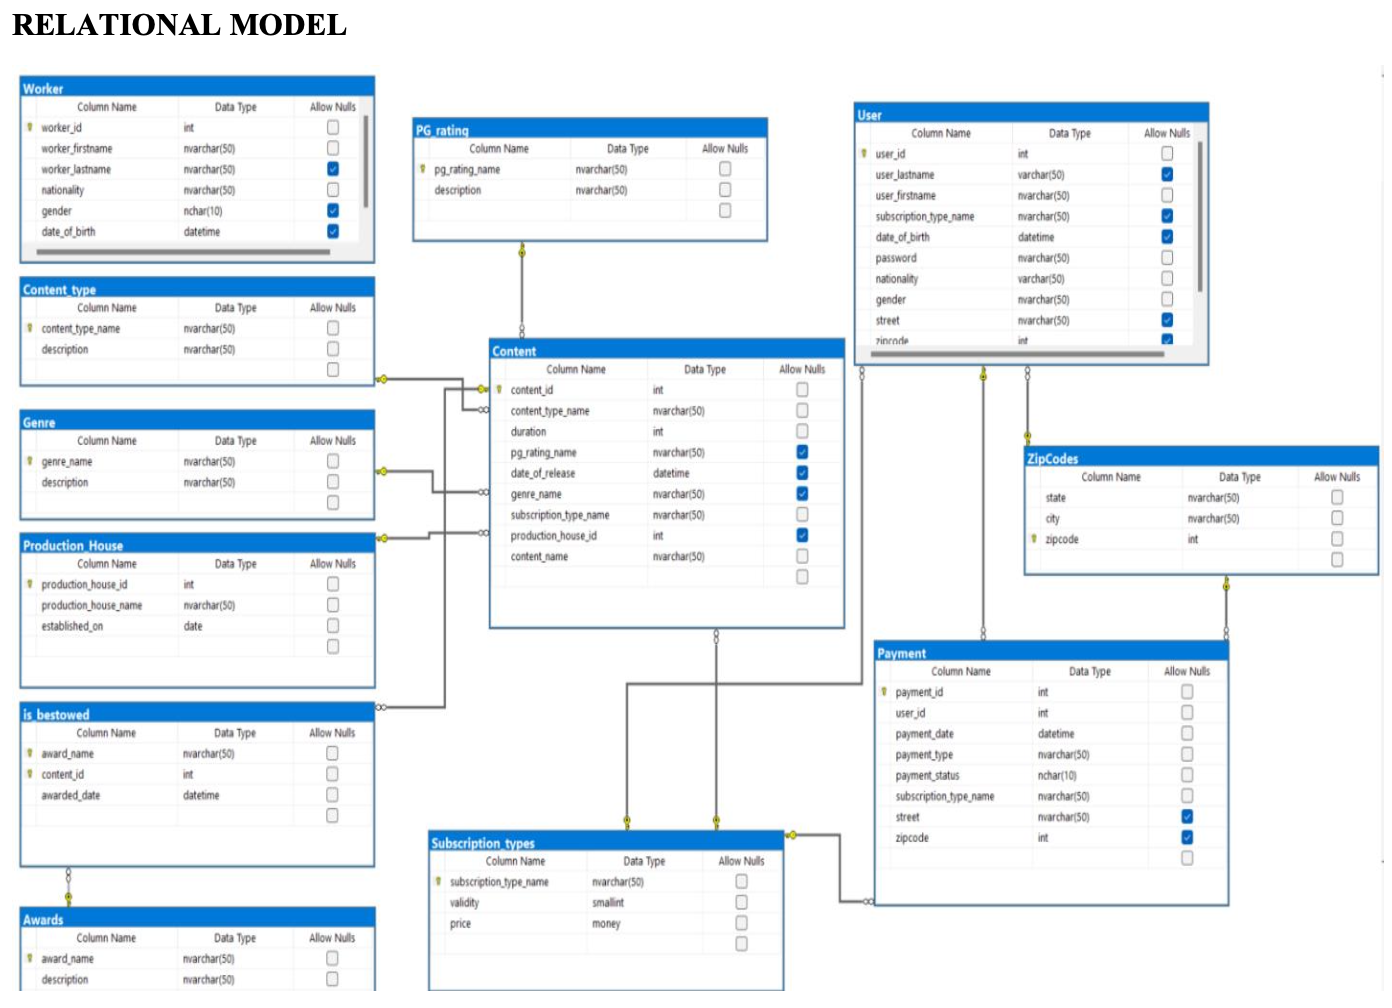 RELATIONAL MODEL
Worker
Column Name Data Type Allow Nulls
worker_id int
worker_firstname nvarchar(50)
worker_lastname nvarchar(50)
nationality nvarchar(50)
gender nchar(10)
date_of_birth datetime
Content_type
Column Name Data Type Allow Nulls
content_type_name nvarchar(50)
description nvarchar(50)
Genre
Column Name Data Type Allow Nulls
genre_name nvarchar(50)
description nvarchar(50)
Production_House
Column Name Data Type Allow Nulls
production_house_id int
production_house_name nvarchar(50)
established_on date
is_bestowed
Column Name Data Type Allow Nulls
award_name nvarchar(50)
content_id int
awarded_date datetime
Awards
Column Name Data Type Allow Nulls
award_name nvarchar(50)
description nvarchar(50)
PG_rating
Column Name Data Type Allow Nulls
pg_rating_name nvarchar(50)
description nvarchar(50)
Content
Column Name Data Type Allow Nulls
content_id int
content_type_name nvarchar(50)
duration int
pg_rating_name nvarchar(50)
date_of_release datetime
genre_name nvarchar(50)
subscription_type_name nvarchar(50)
production_house_id int
content_name nvarchar(50)
Subscription_types
Column Name Data Type Allow Nulls
subscription_type_name nvarchar(50)
validity smallint
price money
User
Column Name Data Type Allow Nulls
user_id int
user_lastname varchar(50)
user_firstname nvarchar(50)
subscription_type_name nvarchar(50)
date_of_birth datetime
password nvarchar(50)
nationality varchar(50)
gender nvarchar(50)
street nvarchar(50)
zipcode int
ZipCodes
Column Name Data Type Allow Nulls
state nvarchar(50)
city nvarchar(50)
zipcode int
Payment
Column Name Data Type Allow Nulls
payment_id int
user_id int
payment_date datetime
payment_type nvarchar(50)
payment_status nchar(10)
subscription_type_name nvarchar(50)
street nvarchar(50)
zipcode int